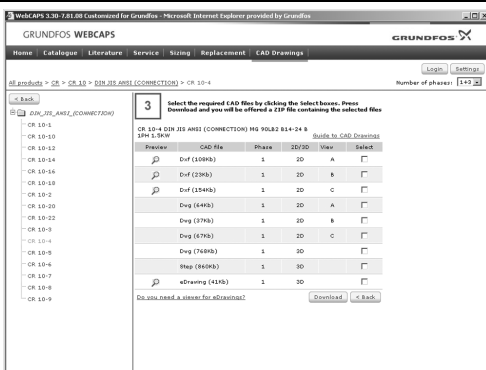 WebCAPS 3.30-7.81.08 Customized for Grundfos - Microsoft Internet Explorer provided by Grundfos
GRUNDFOS WEBCAPS
GRUNDFOS
Home | Catalogue | Literature | Service | Sizing | Replacement | CAD Drawings
Login Settings
All products > CR > CR 10 > DIN JIS ANSI (CONNECTION) > CR 10-4
Number of phases: 1+3
< Back
DIN_JIS_ANSI_(CONNECTION)
CR 10-1
CR 10-10
CR 10-12
CR 10-14
CR 10-16
CR 10-18
CR 10-2
CR 10-20
CR 10-22
CR 10-3
CR 10-4
CR 10-5
CR 10-6
CR 10-7
CR 10-8
CR 10-9
3
Select the required CAD files by clicking the Select boxes. Press
Download and you will be offered a ZIP file containing the selected files
CR 10-4 DIN JIS ANSI (CONNECTION) MG 90LB2 B14-24 B
1PH 1.5KW
Guide to CAD Drawings
Preview CAD file Phase 2D/3D View Select
Dxf (108Kb) 1 2D A
Dxf (23Kb) 1 2D B
Dxf (154Kb) 1 2D C
Dwg (64Kb) 1 2D A
Dwg (37Kb) 1 2D B
Dwg (67Kb) 1 2D C
Dwg (768Kb) 1 3D
Step (860Kb) 1 3D
eDrawing (41Kb) 1 3D
Do you need a viewer for eDrawings?
Download < Back